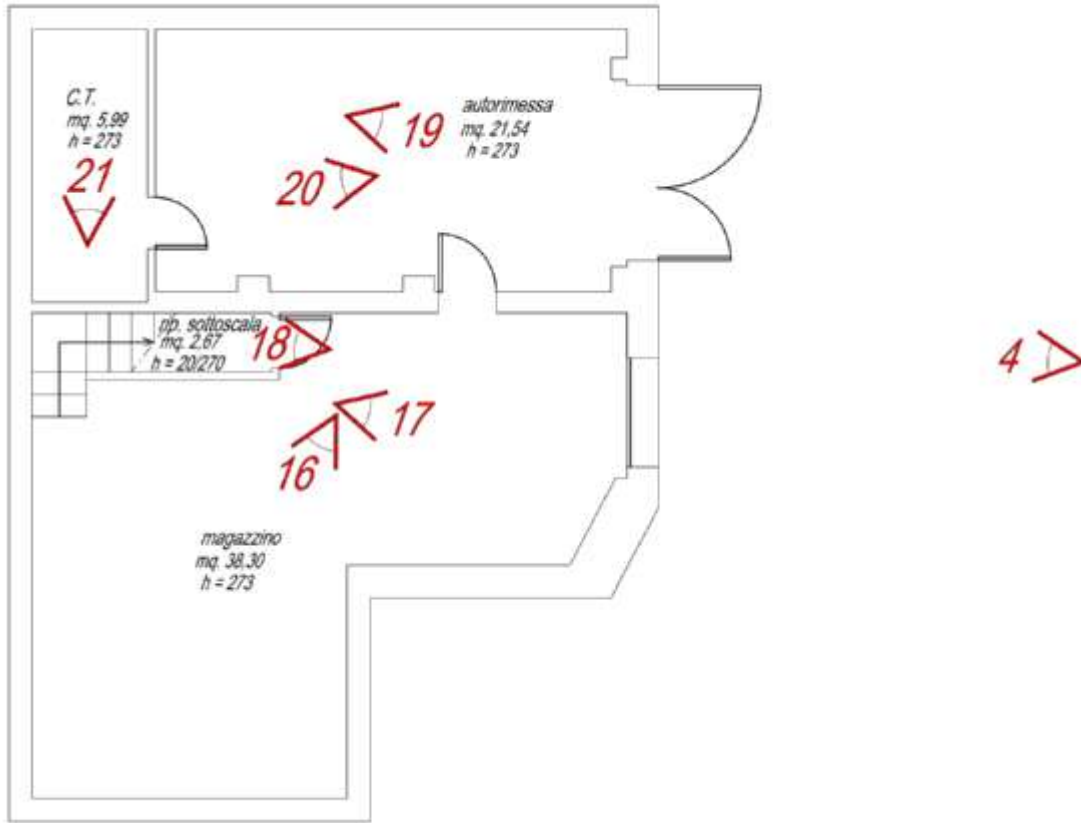 C.T.
mq. 5,99
h = 273
21
autorimessa
mq. 21,54
h = 273
19
20
rip. sottoscala
mq. 2,67
h = 20/270
18
4
17
16
magazzino
mq. 38,30
h = 273